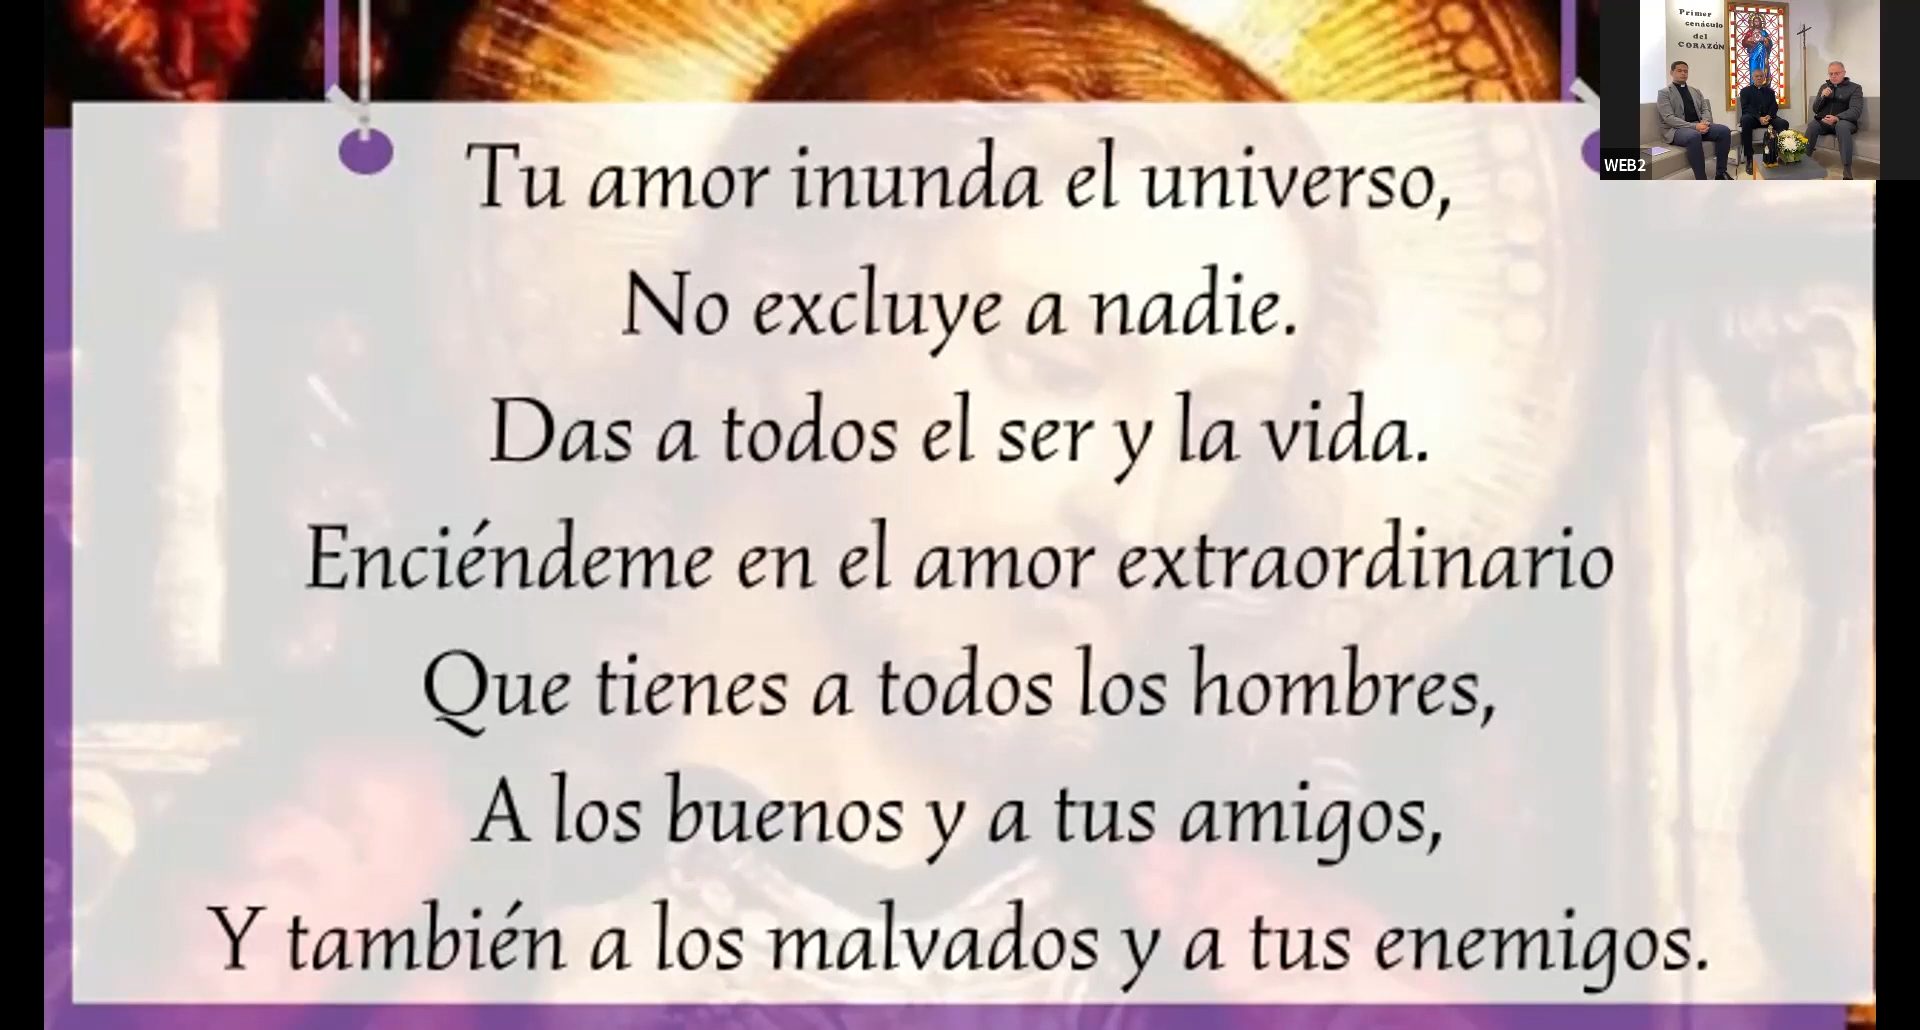 Tu amor inunda el universo,
No excluye a nadie.
Das a todos el ser y la vida.
Enciéndeme en el amor extraordinario
Que tienes a todos los hombres,
A los buenos y a tus amigos,
Y también a los malvados y a tus enemigos.
Primer
cenáculo
del
CORAZÓN
WEB2